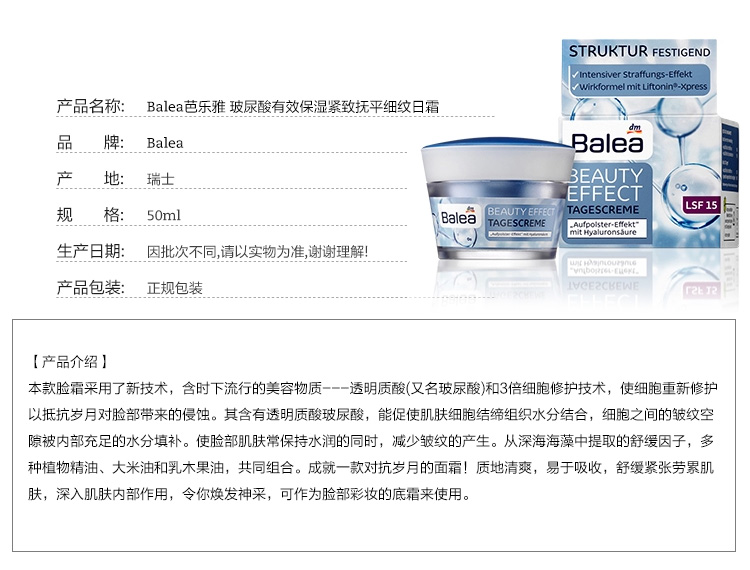 STRUKTUR FESTIGEND
✓Intensiver Straffungs-Effekt
✓Wirkformel mit Liftonin®-Xpress
dm
Balea
BEAUTY
EFFECT
TAGESCREME
„Aufpolster-Effekt"
mit Hyaluronsäure
LSF 15
dm
Balea
BEAUTY EFFECT
TAGESCREME
„Aufpolster-Effekt" mit Hyaluronsäure
产品名称: Balea芭乐雅 玻尿酸有效保湿紧致抚平细纹日霜
品 牌: Balea
产 地: 瑞士
规 格: 50ml
生产日期: 因批次不同,请以实物为准,谢谢理解!
产品包装: 正规包装
【产品介绍】
本款脸霜采用了新技术，含时下流行的美容物质---透明质酸(又名玻尿酸)和3倍细胞修护技术，使细胞重新修护
以抵抗岁月对脸部带来的侵蚀。其含有透明质酸玻尿酸，能促使肌肤细胞结缔组织水分结合，细胞之间的皱纹空
隙被内部充足的水分填补。使脸部肌肤常保持水润的同时，减少皱纹的产生。从深海海藻中提取的舒缓因子，多
种植物精油、大米油和乳木果油，共同组合。成就一款对抗岁月的面霜！质地清爽，易于吸收，舒缓紧张劳累肌
肤，深入肌肤内部作用，令你焕发神采，可作为脸部彩妆的底霜来使用。